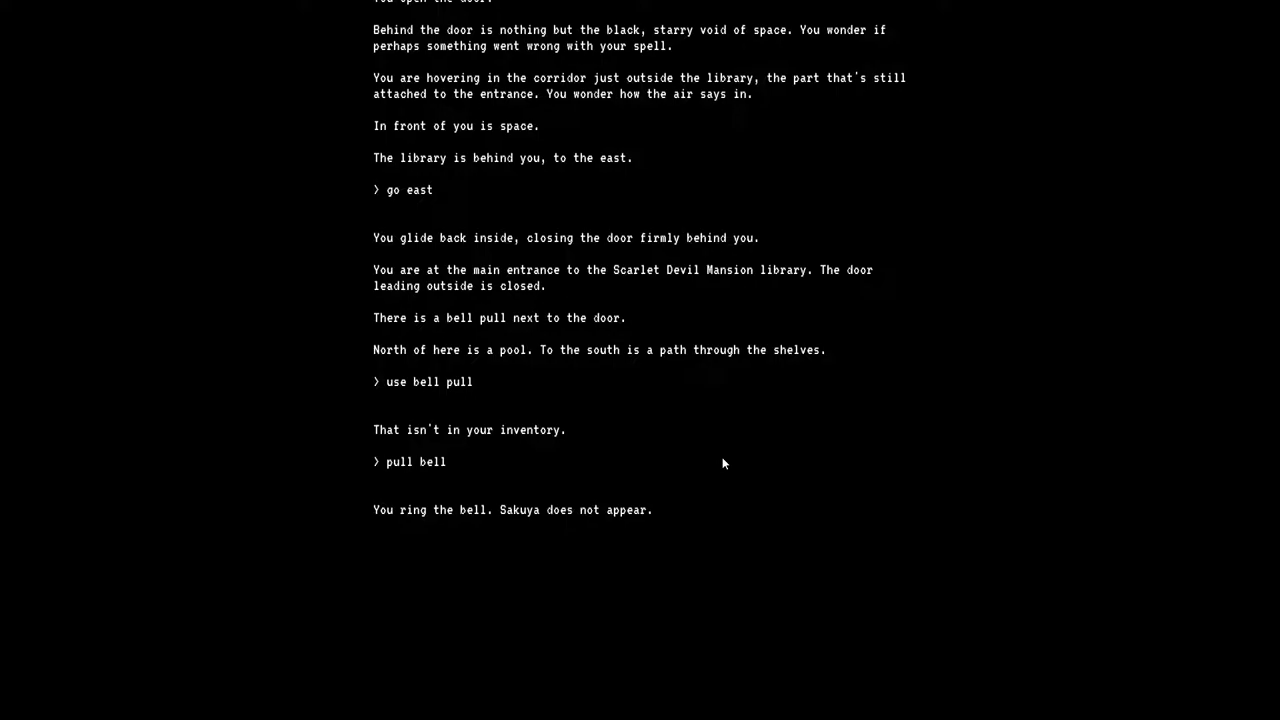 You open the door.
Behind the door is nothing but the black, starry void of space. You wonder if
perhaps something went wrong with your spell.
You are hovering in the corridor just outside the library, the part that's still
attached to the entrance. You wonder how the air says in.
In front of you is space.
The library is behind you, to the east.
> go east
You glide back inside, closing the door firmly behind you.
You are at the main entrance to the Scarlet Devil Mansion library. The door
leading outside is closed.
There is a bell pull next to the door.
North of here is a pool. To the south is a path through the shelves.
> use bell pull
That isn't in your inventory.
> pull bell
You ring the bell. Sakuya does not appear.